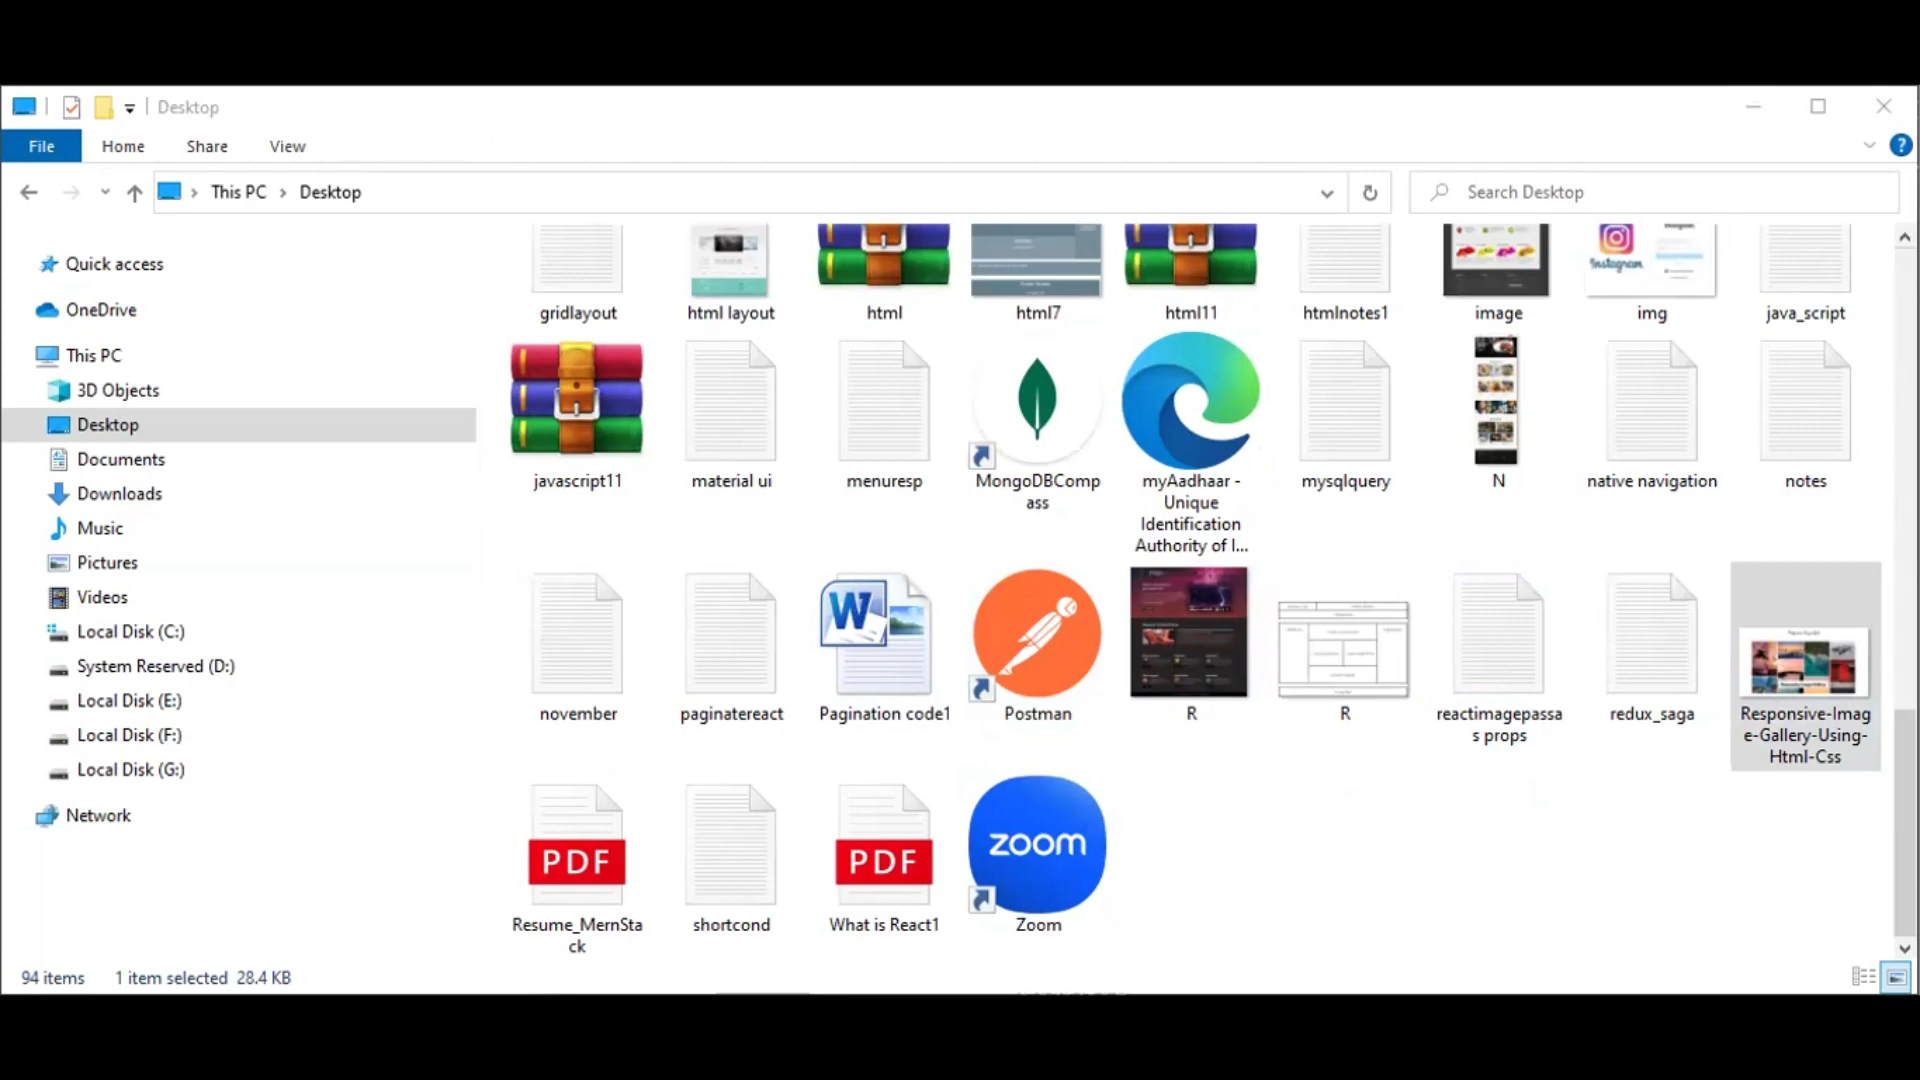 Desktop
File
Home
Share
View
This PC
Desktop
Search Desktop
Quick access
OneDrive
This PC
3D Objects
Desktop
Documents
Downloads
Music
Pictures
Videos
Local Disk (C:)
System Reserved (D:)
Local Disk (E:)
Local Disk (F:)
Local Disk (G:)
Network
Instagram
gridlayout
html layout
html
html7
html11
htmlnotes1
image
img
java_script
javascript11
material ui
menuresp
MongoDBComp
ass
myAadhaar -
Unique
Identification
Authority of I...
mysqlquery
N
native navigation
notes
W
november
paginatereact
Pagination code1
Postman
R
R
reactimagepassa
s props
redux_saga
Responsive-Imag
e-Gallery-Using-
Html-Css
PDF
Resume_MernSta
ck
shortcond
PDF
What is React1
zoom
Zoom
94 items
1 item selected 28.4 KB